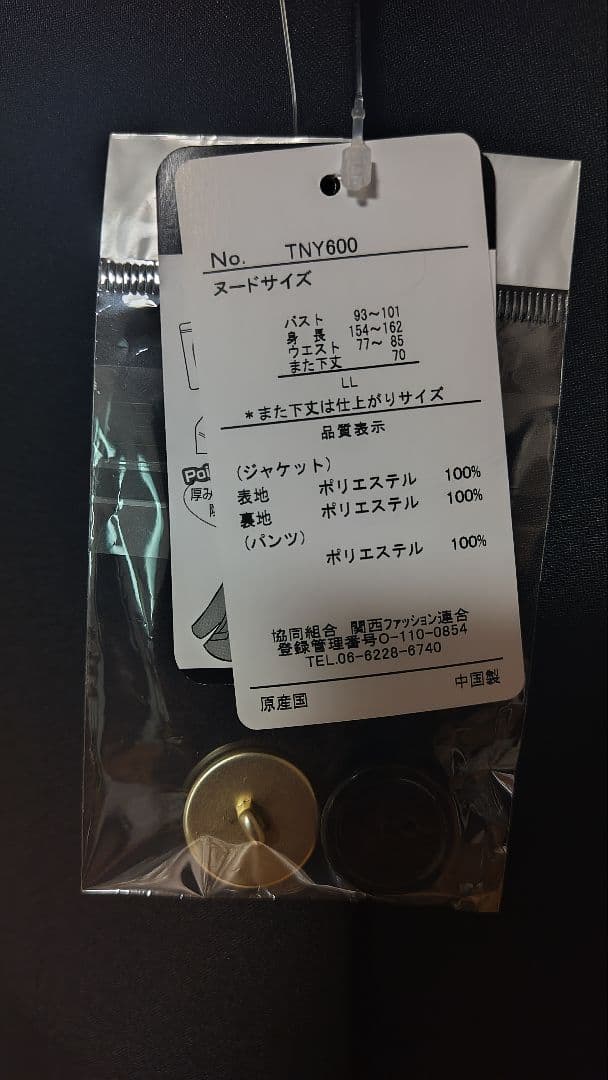 No. TNY600
ヌードサイズ
バスト 93～101
身 長 154～162
ウエスト 77～ 85
また下丈 70
LL
＊また下丈は仕上がりサイズ
品質表示
(ジャケット)
表地 ポリエステル 100%
裏地 ポリエステル 100%
(パンツ)
ポリエステル 100%
協同組合 関西ファッション連合
登録管理番号O-110-0854
TEL.06-6228-6740
原産国 中国製
厚み